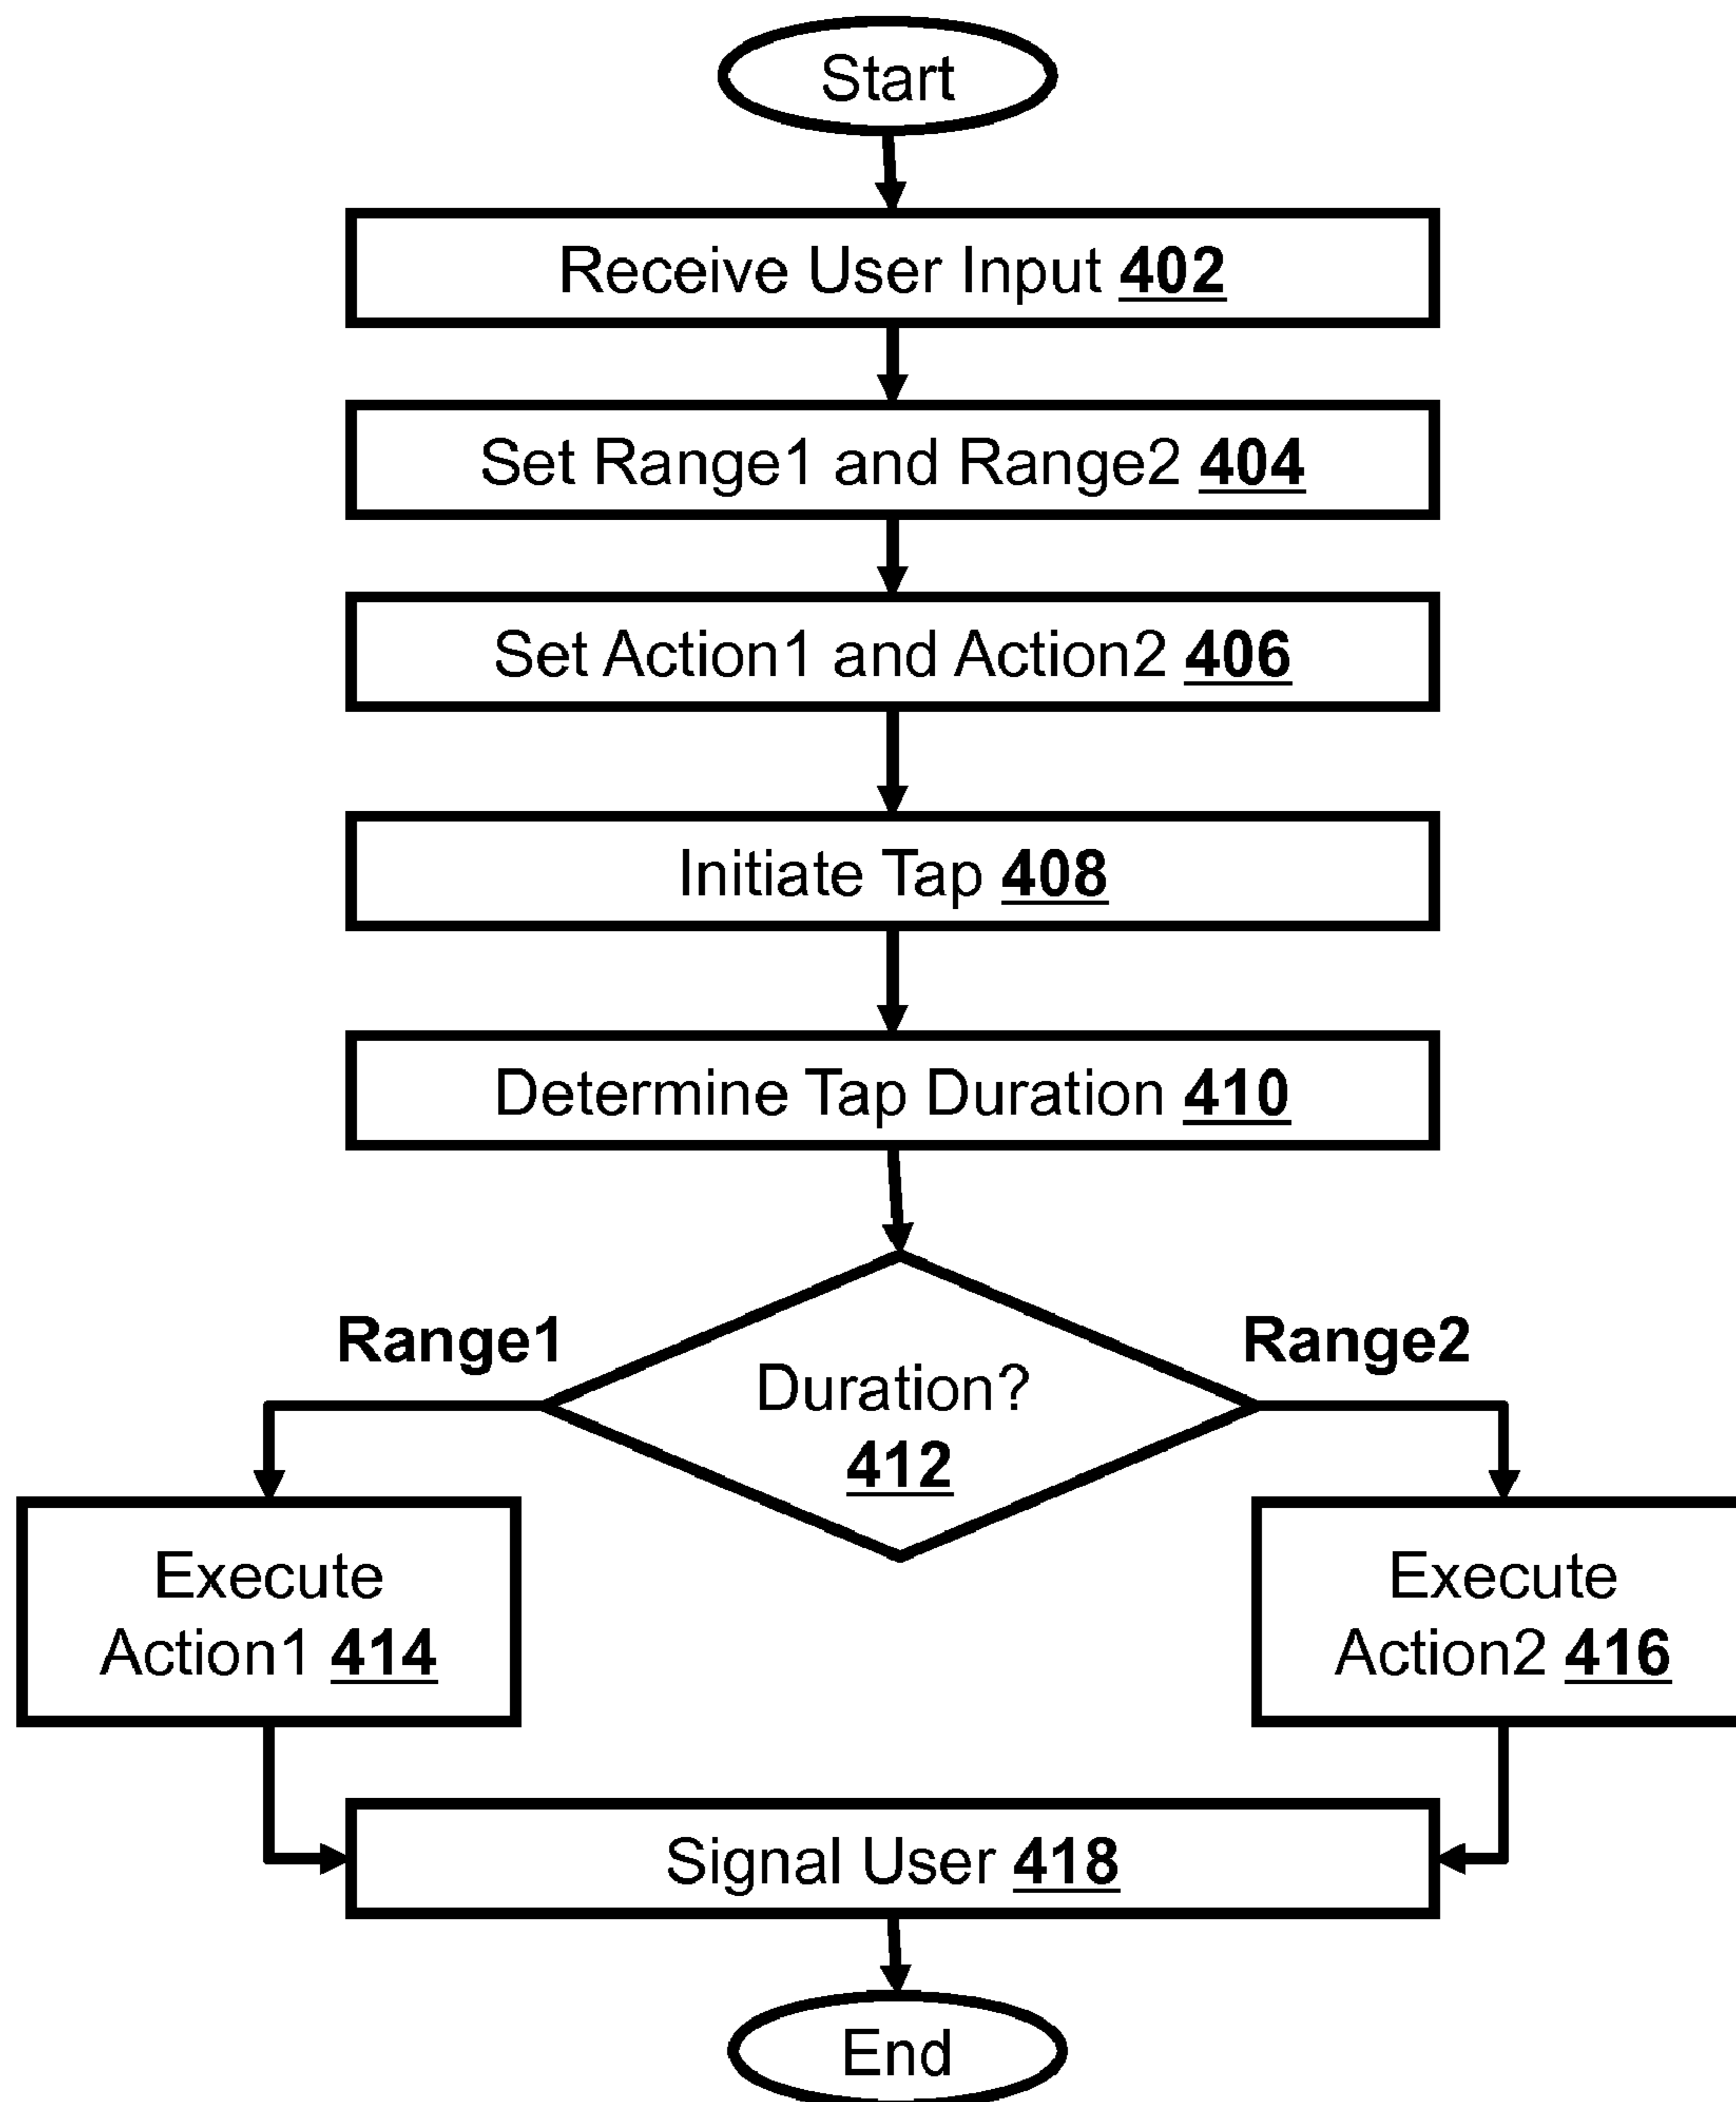 Start
Receive User Input 402
Set Range1 and Range2 404
Set Action1 and Action2 406
Initiate Tap 408
Determine Tap Duration 410
Range1
Range2
Duration?
412
Execute
Action1 414
Execute
Action2 416
Signal User 418
End